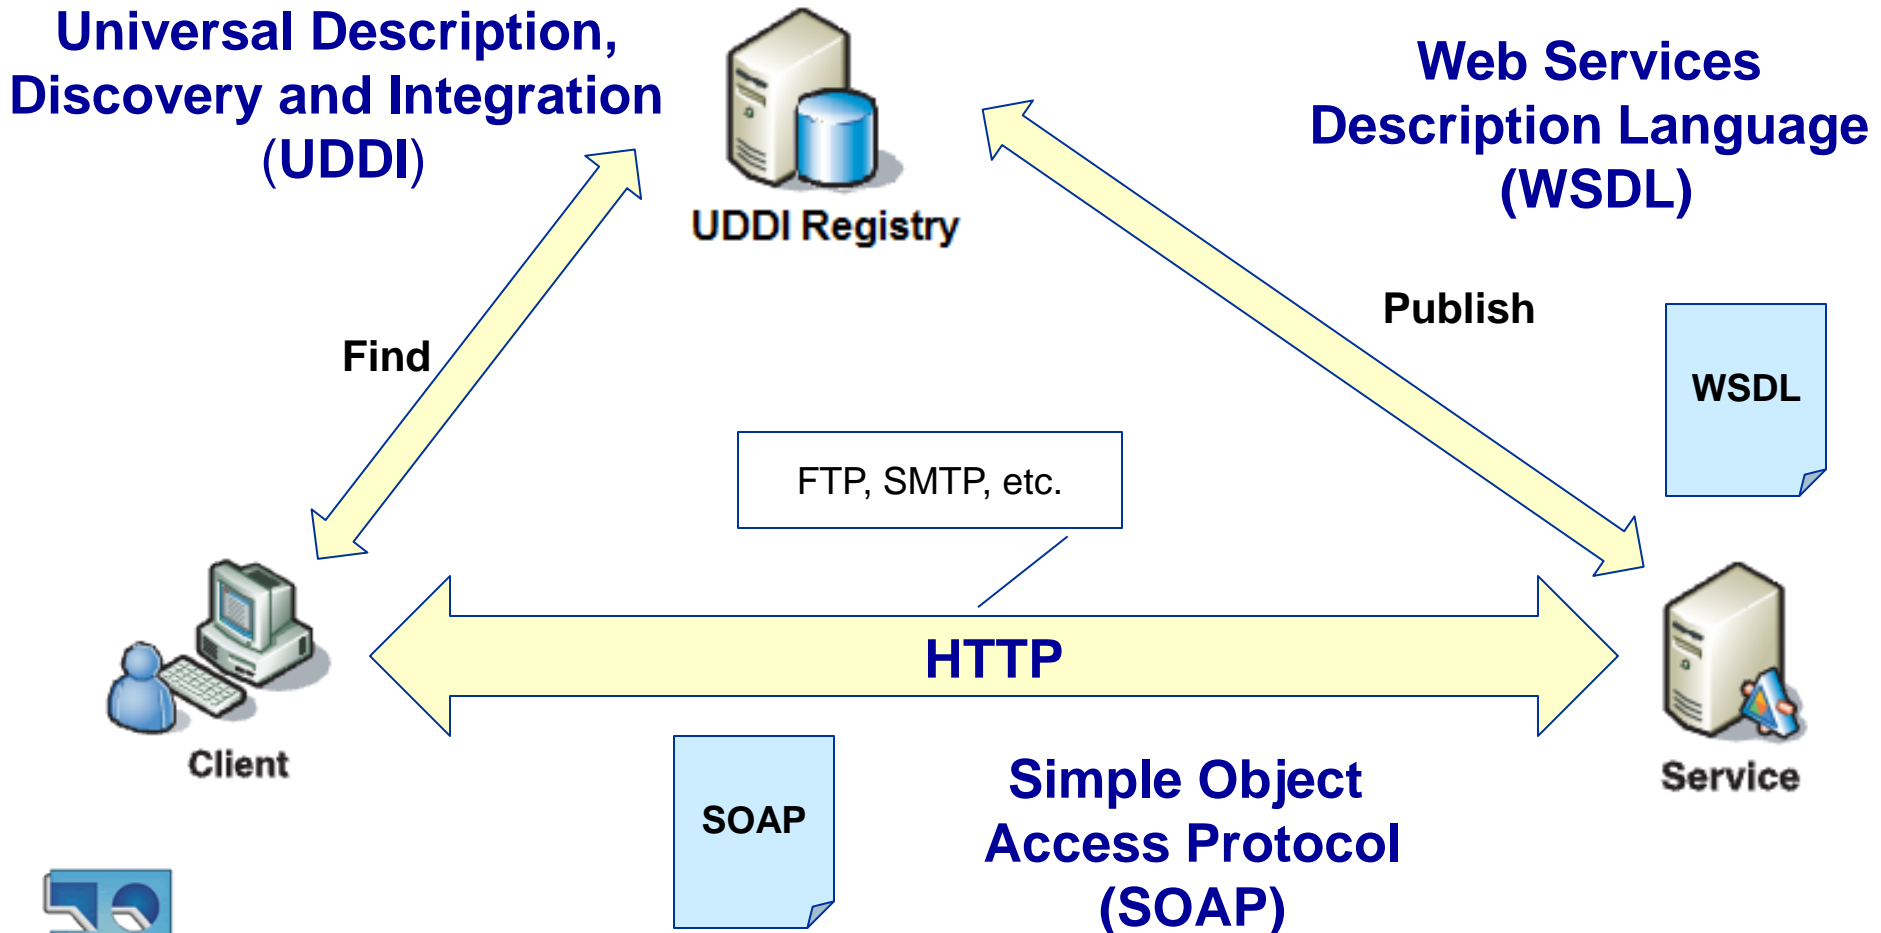 Universal Description,
Discovery and Integration
(UDDI)
UDDI Registry
Web Services
Description Language
(WSDL)
Publish
Find
WSDL
FTP, SMTP, etc.
HTTP
Client
Service
SOAP
Simple Object
Access Protocol
(SOAP)